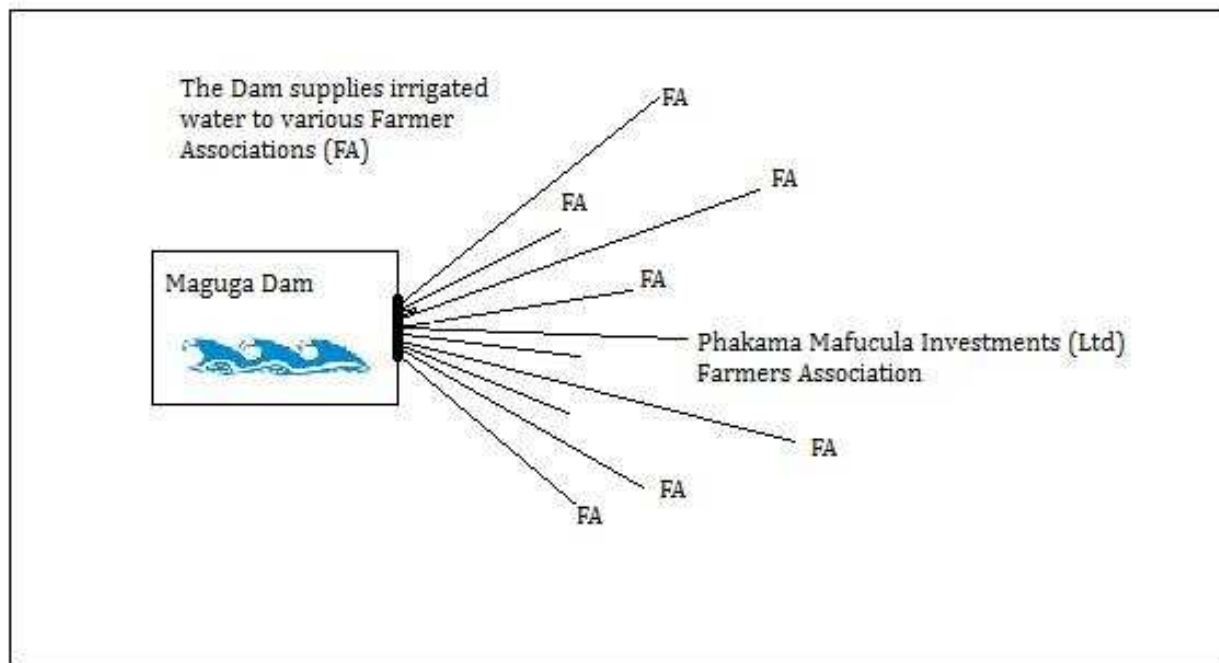 The Dam supplies irrigated
water to various Farmer
Associations (FA)
FA
FA
FA
FA
Maguga Dam
Phakama Mafucula Investments (Ltd)
Farmers Association
FA
FA
FA